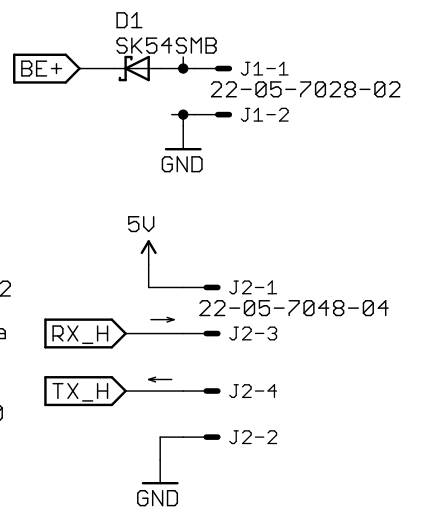 D1
SK54SMB
BE+
J1-1
22-05-7028-02
J1-2
GND
5V
J2-1
2
22-05-7048-04
a
RX_H
J2-3
TX_H
J2-4
J2-2
GND